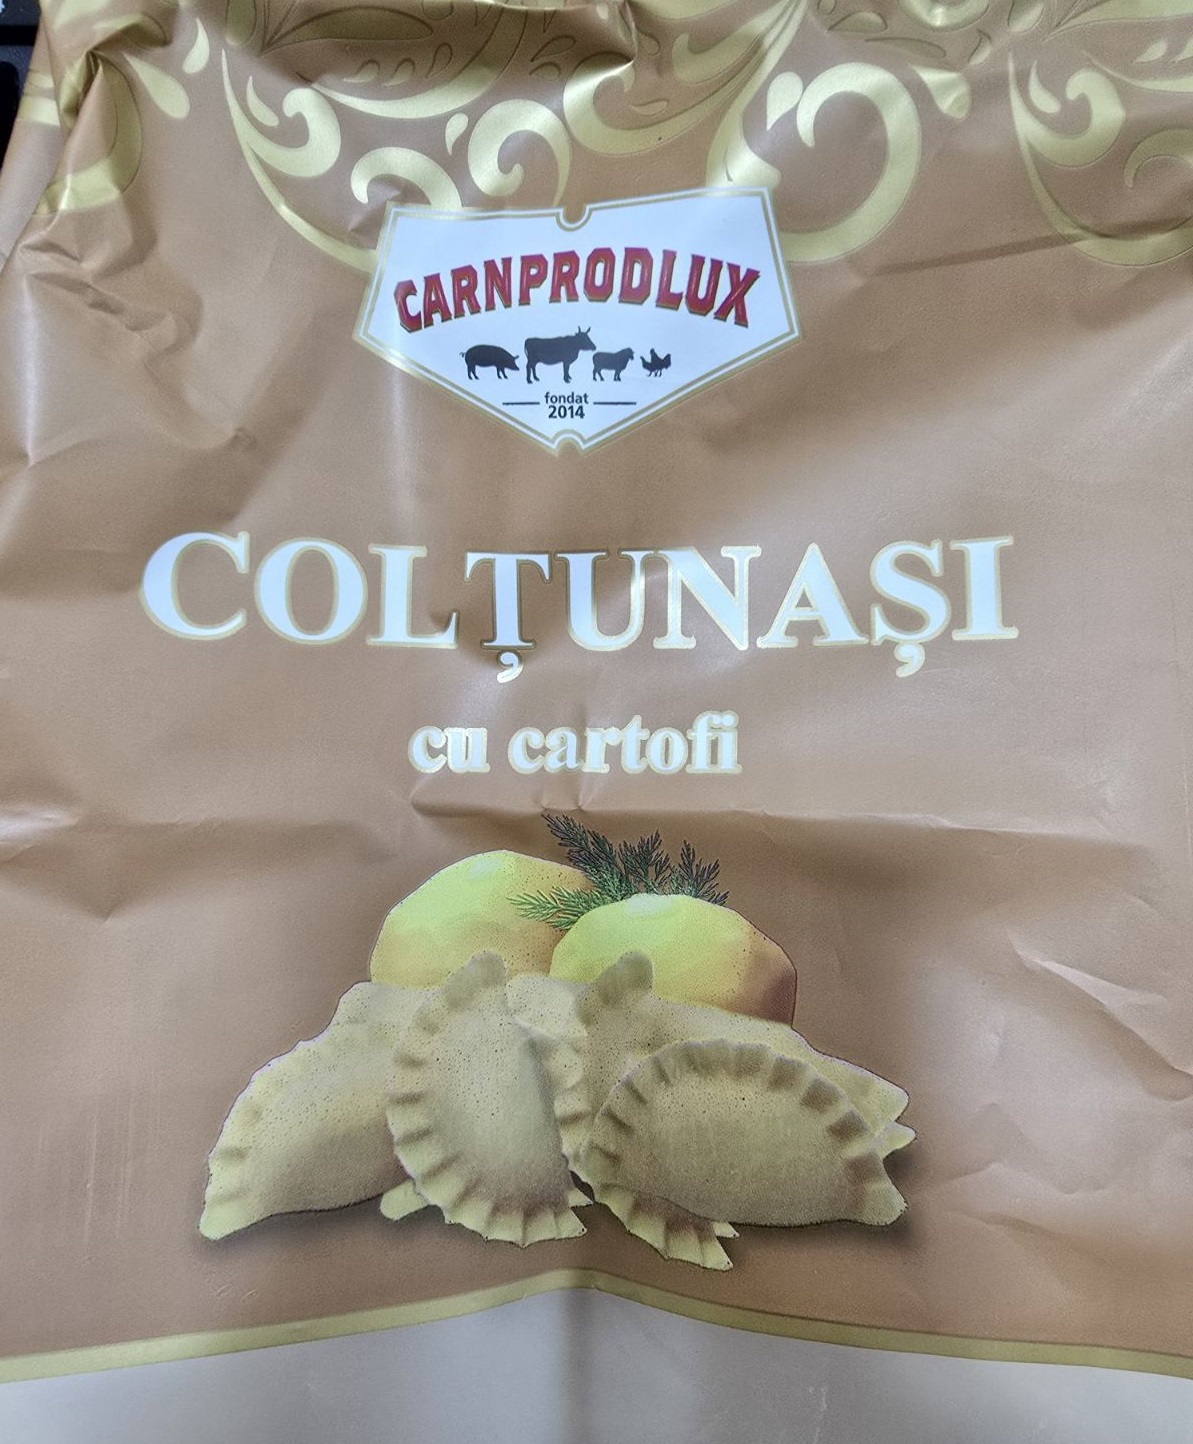 CARNPRODLUX
fondat
2014
COLȚUNAȘI
cu cartofi